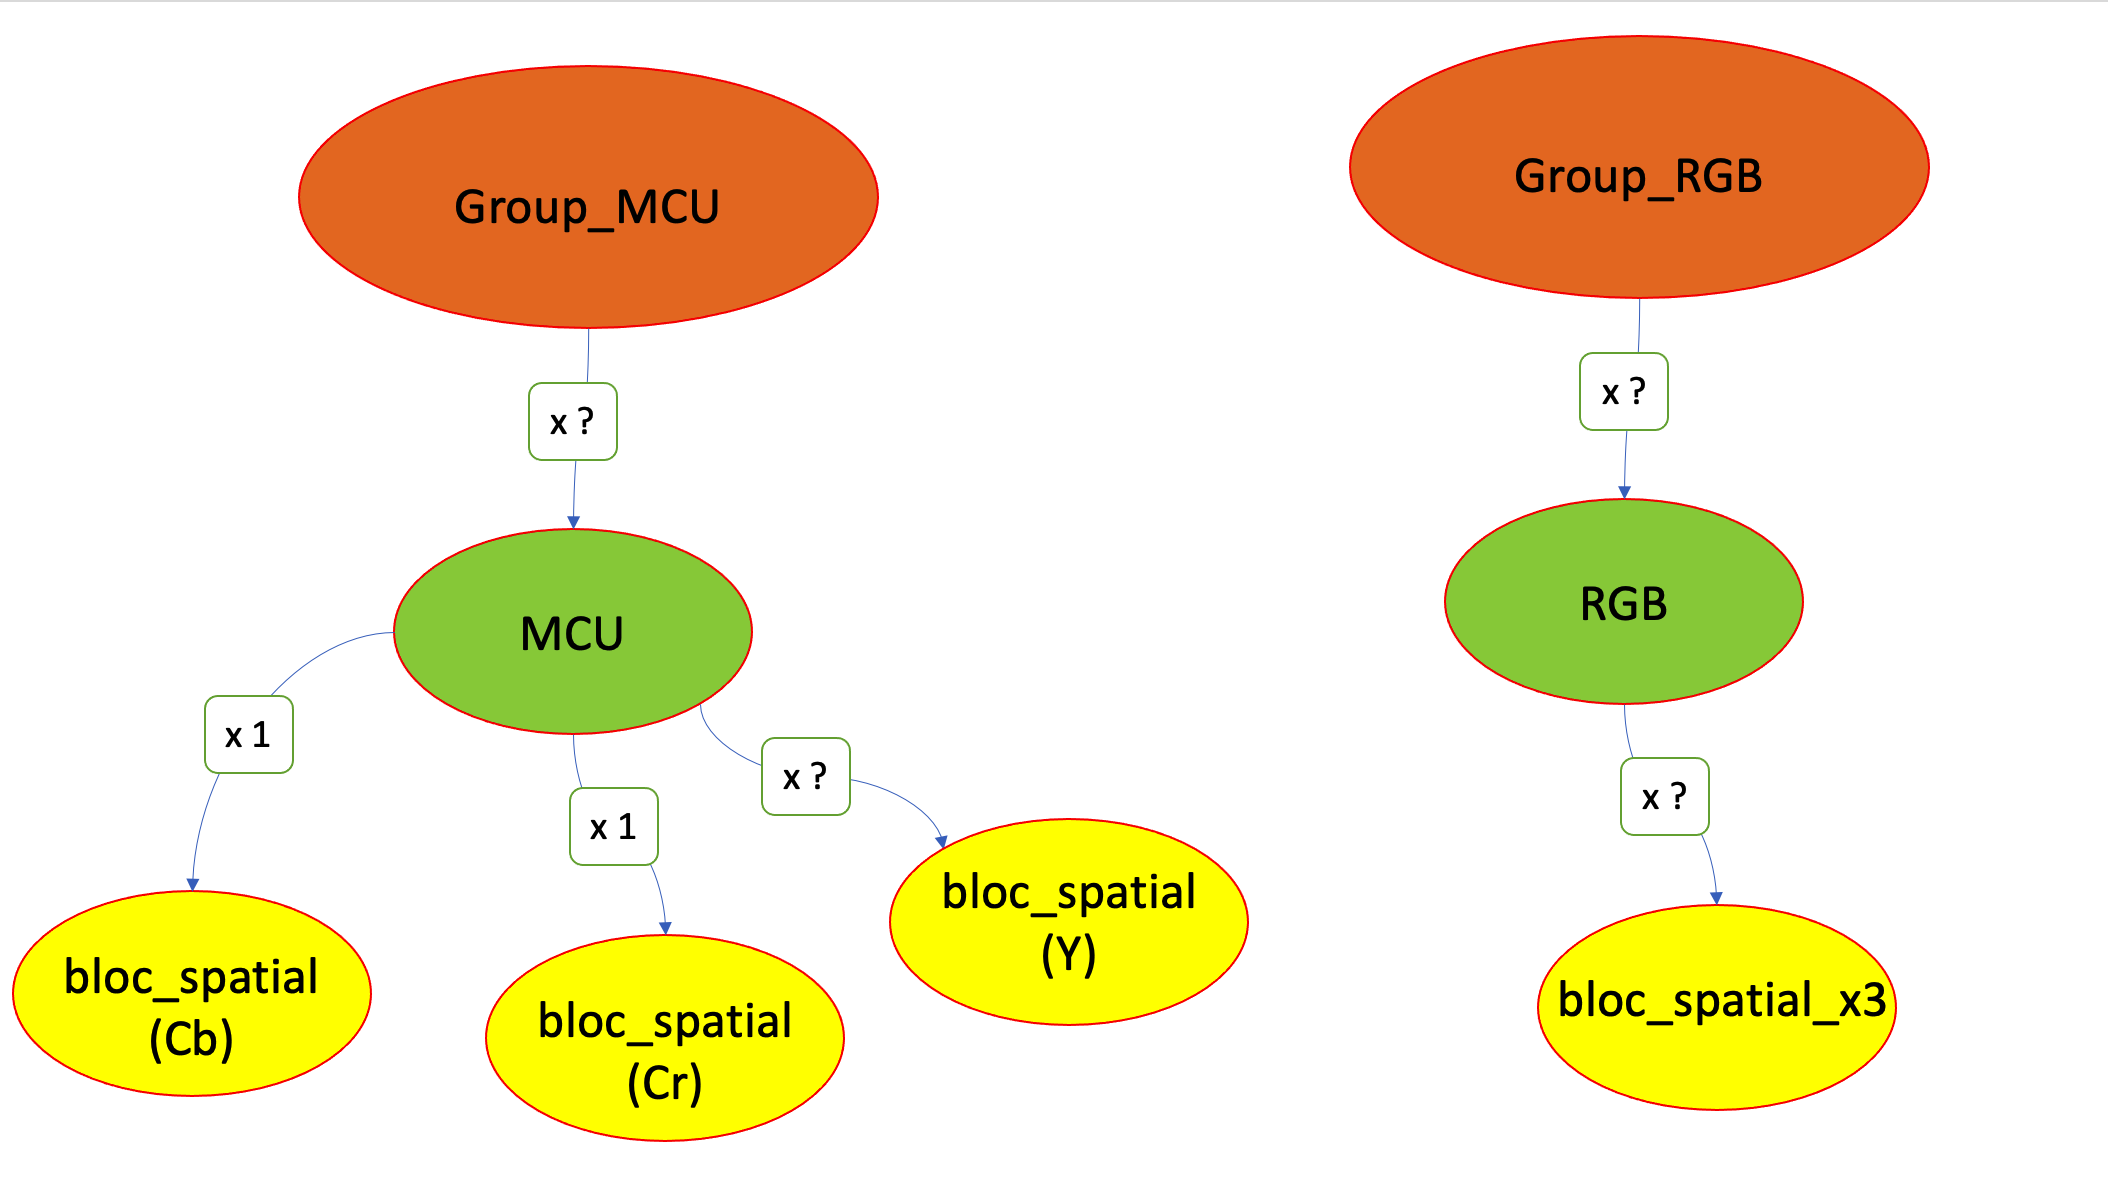 Group_MCU
x ?
MCU
x 1
x 1
x ?
bloc_spatial
(Cb)
bloc_spatial
(Cr)
bloc_spatial
(Y)
Group_RGB
x ?
RGB
x ?
bloc_spatial_x3